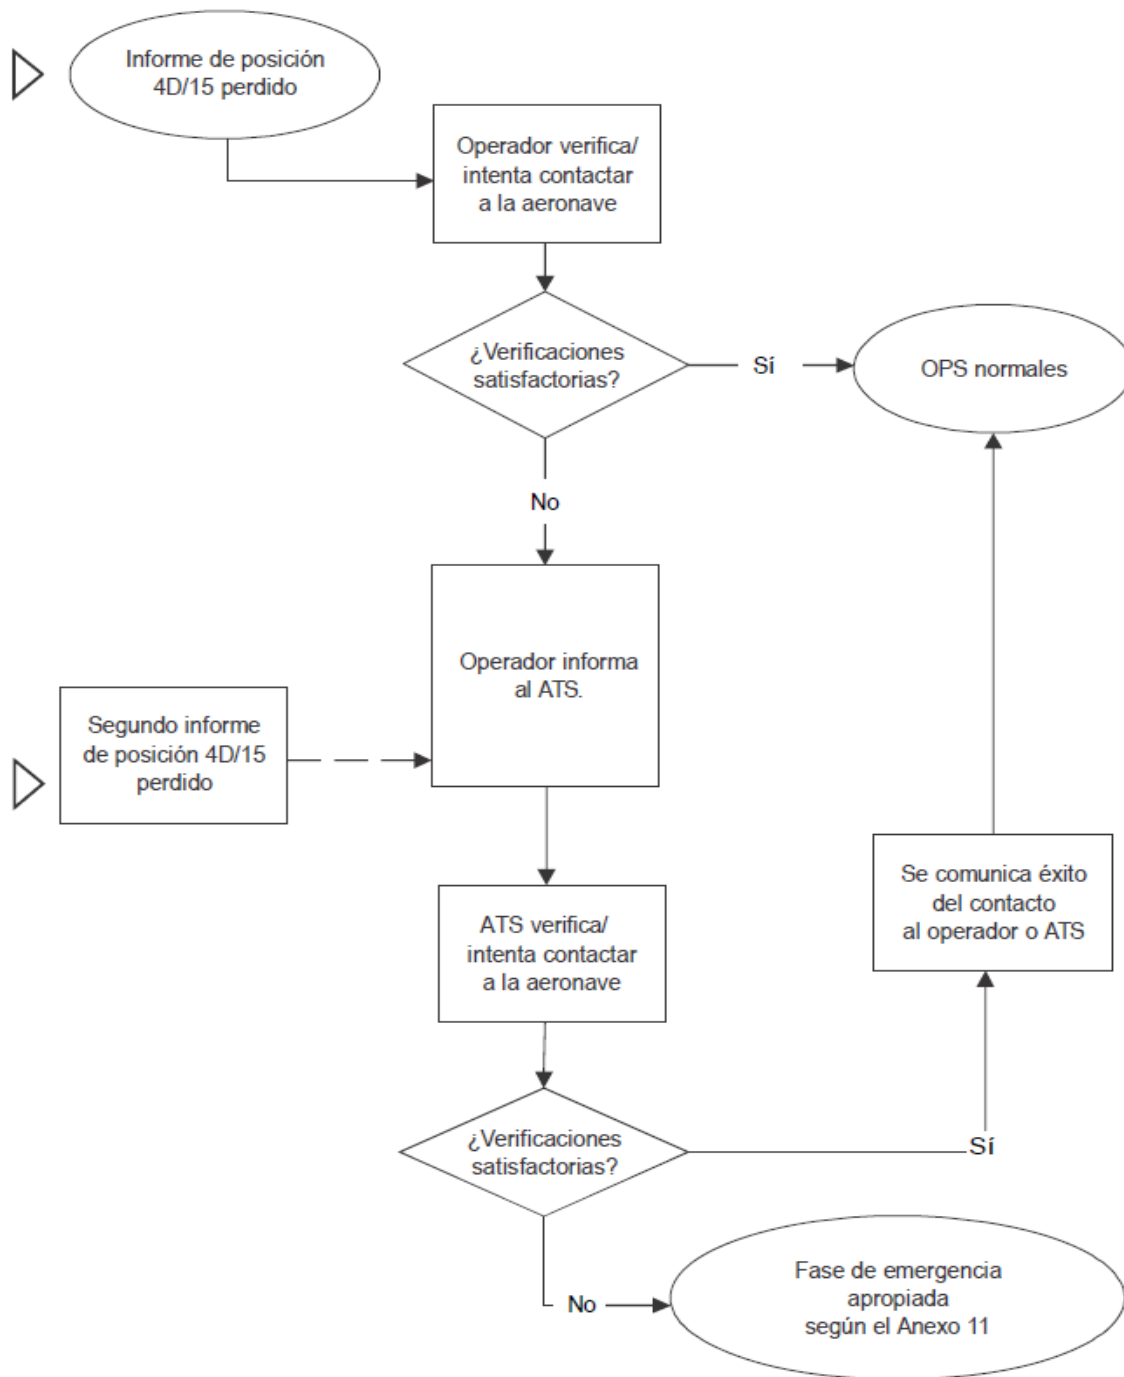 Informe de posición
4D/15 perdido
Operador verifica/
intenta contactar
a la aeronave
¿Verificaciones
satisfactorias?
Sí
OPS normales
No
Operador informa
al ATS.
Segundo informe
de posición 4D/15
perdido
Se comunica éxito
del contacto
al operador o ATS
ATS verifica/
intenta contactar
a la aeronave
¿Verificaciones
satisfactorias?
Sí
No
Fase de emergencia
apropiada
según el Anexo 11